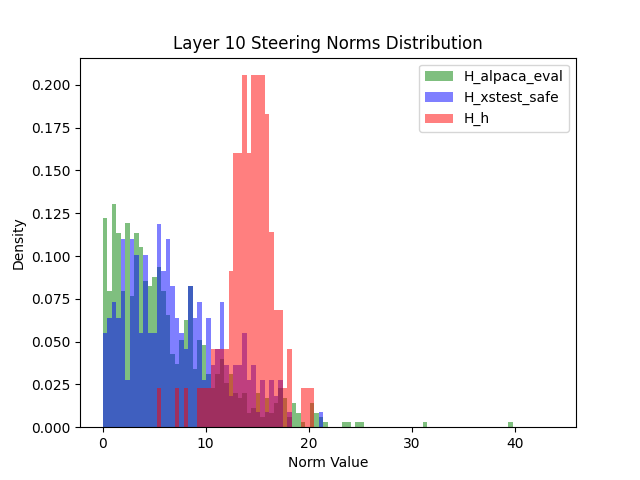 Layer 10 Steering Norms Distribution
H_alpaca_eval
H_xstest_safe
H_h
Density
0.200
0.175
0.150
0.125
0.100
0.075
0.050
0.025
0.000
0 10 20 30 40
Norm Value